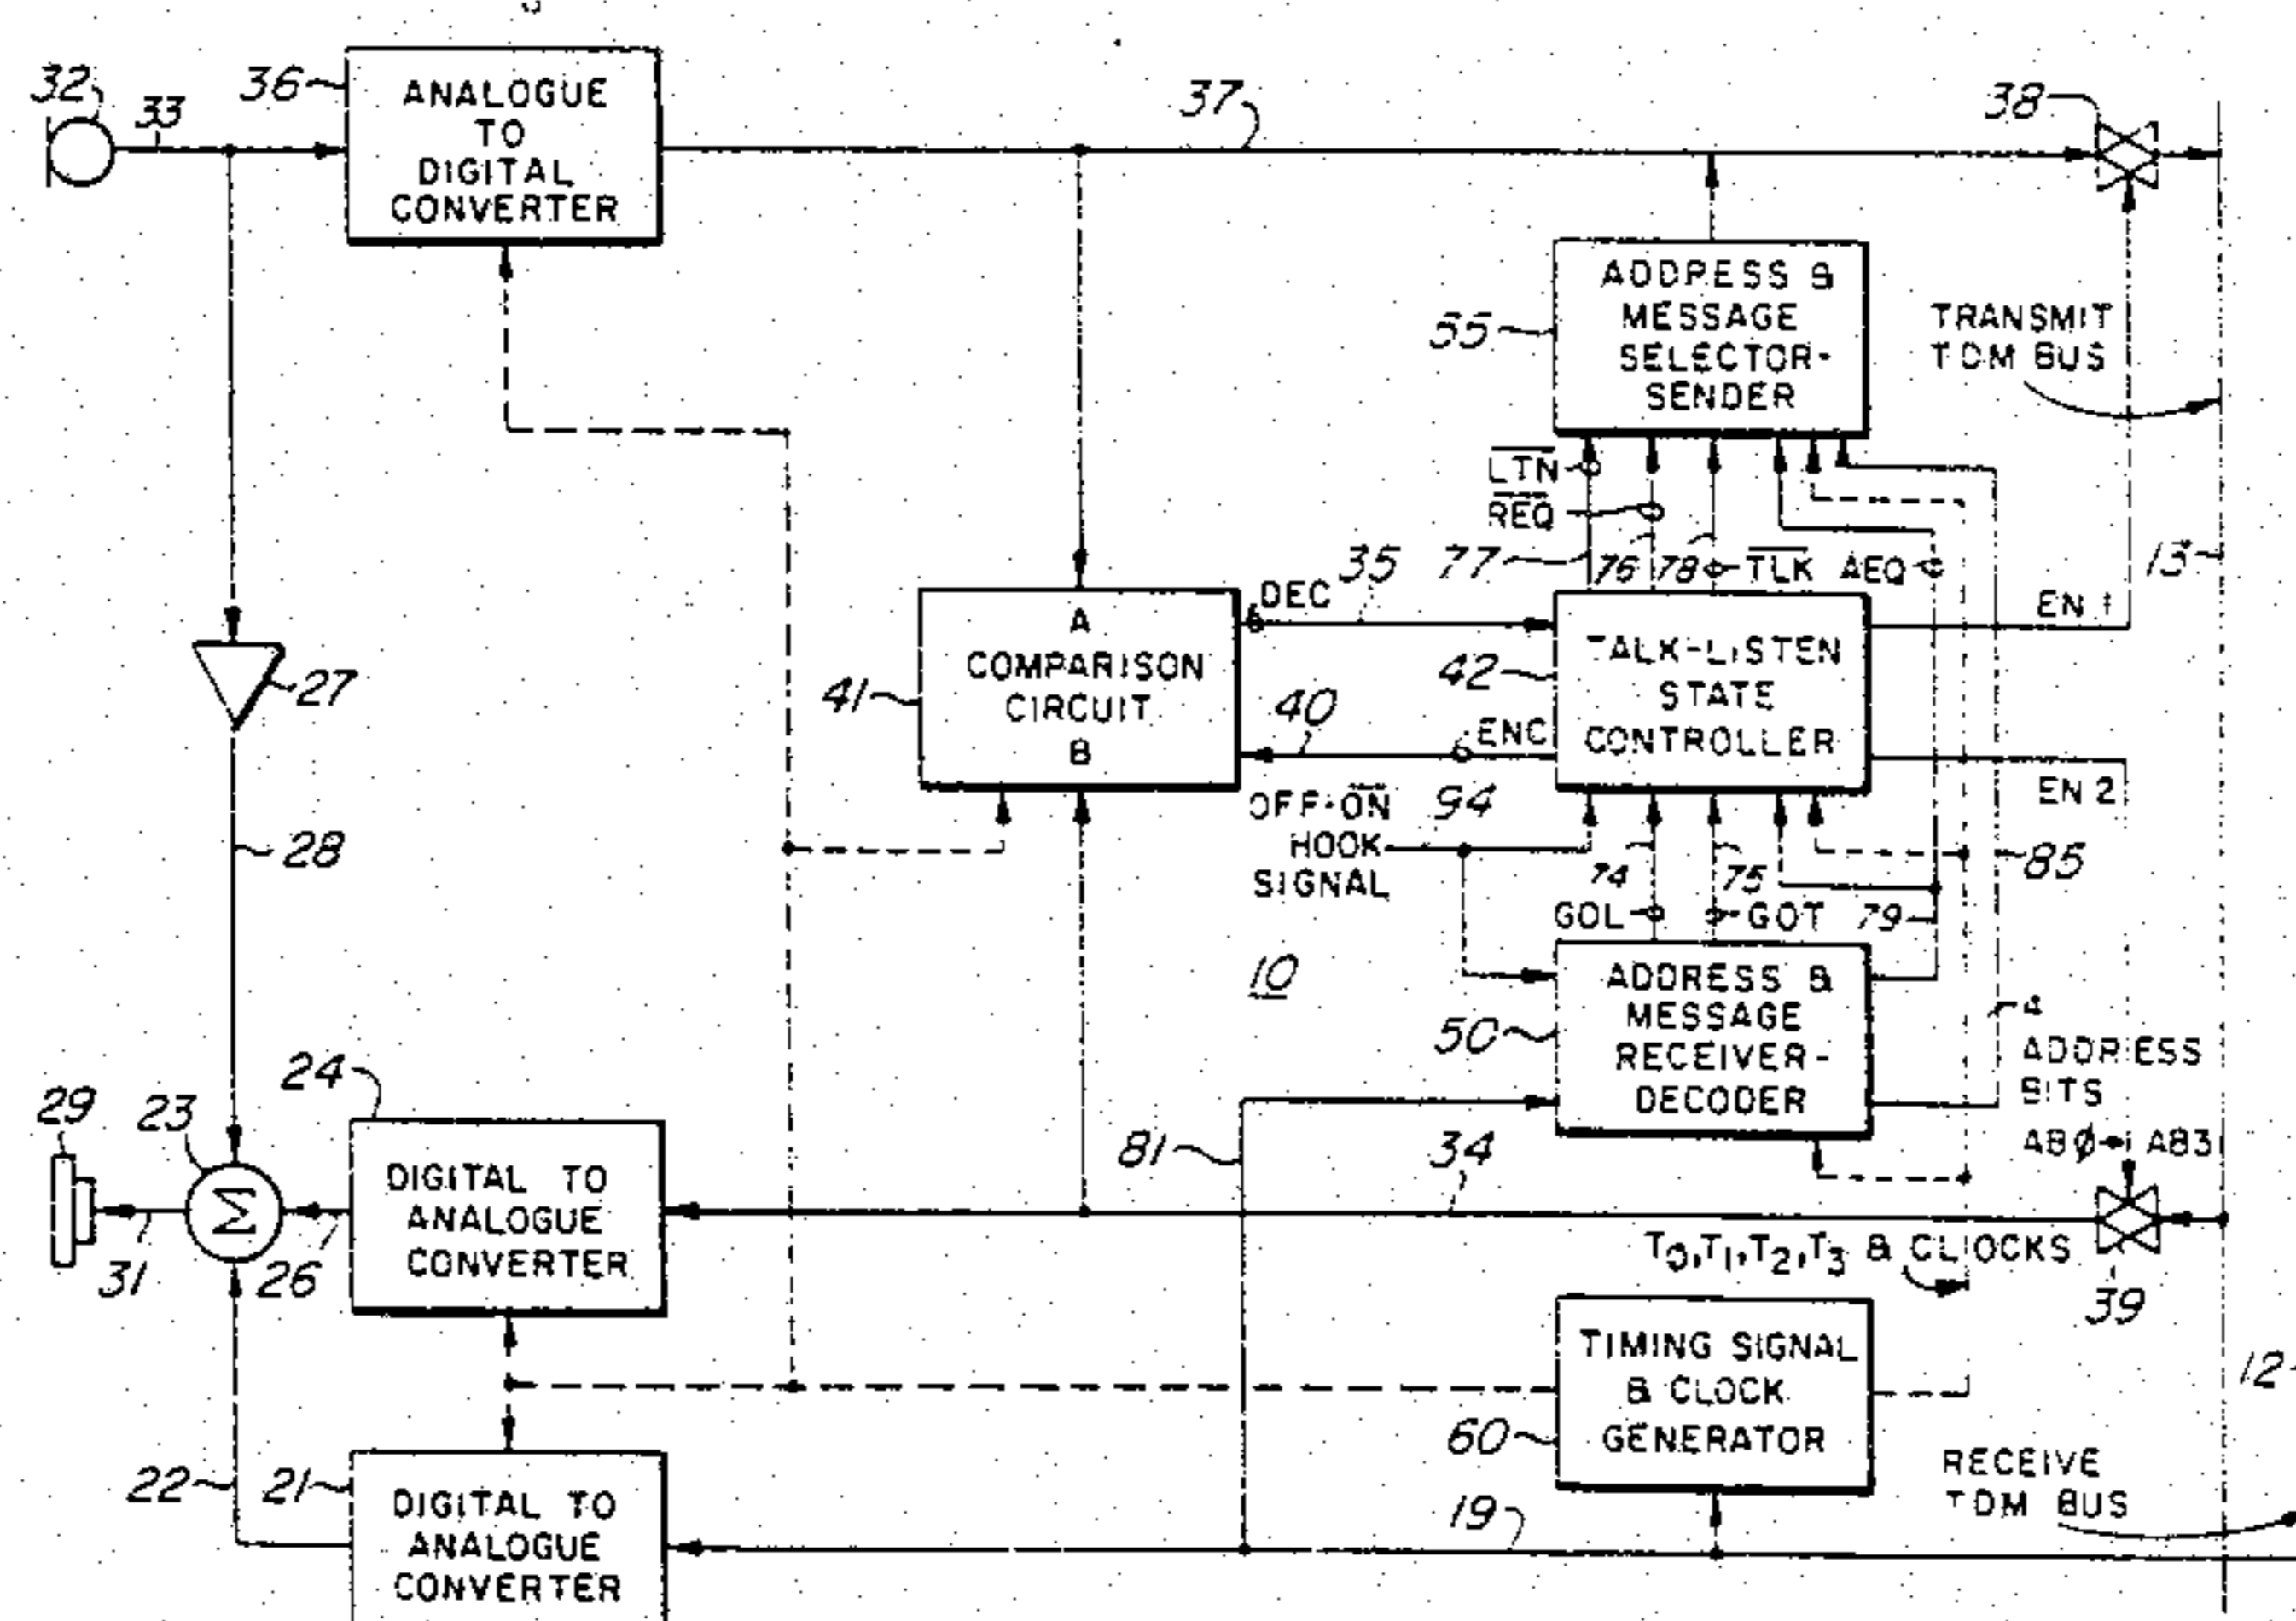 32
33
36
ANALOGUE
TO
DIGITAL
CONVERTER
37
38
55
ADDRESS &
MESSAGE
SELECTOR-
SENDER
TRANSMIT
TDM BUS
13
LTN
REQ
77
76
78
TLK
AEQ
27
28
41
A
COMPARISON
CIRCUIT
B
DEC
35
40
ENC
42
TALK-LISTEN
STATE
CONTROLLER
EN 1
EN 2
OFF-ON
HOOK
SIGNAL
94
74
75
GOL
GOT
79
85
10
50
ADDRESS &
MESSAGE
RECEIVER-
DECODER
4
ADDRESS
BITS
ABØ-AB3
29
23
24
DIGITAL TO
ANALOGUE
CONVERTER
31
26
81
34
T0,T1,T2,T3 & CLOCKS
39
60
TIMING SIGNAL
& CLOCK
GENERATOR
12
RECEIVE
TDM BUS
22
21
DIGITAL TO
ANALOGUE
CONVERTER
19
Σ